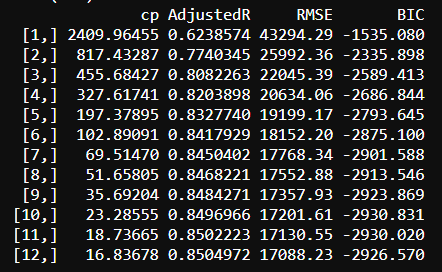 cp AdjustedR RMSE BIC
[1,] 2409.96455 0.6238574 43294.29 -1535.080
[2,] 817.43287 0.7740345 25992.36 -2335.898
[3,] 455.68427 0.8082263 22045.39 -2589.413
[4,] 327.61741 0.8203898 20634.06 -2686.844
[5,] 197.37895 0.8327740 19199.17 -2793.645
[6,] 102.89091 0.8417929 18152.20 -2875.100
[7,] 69.51470 0.8450402 17768.34 -2901.588
[8,] 51.65805 0.8468221 17552.88 -2913.546
[9,] 35.69204 0.8484271 17357.93 -2923.869
[10,] 23.28555 0.8496966 17201.61 -2930.831
[11,] 18.73665 0.8502223 17130.55 -2930.020
[12,] 16.83678 0.8504972 17088.23 -2926.570